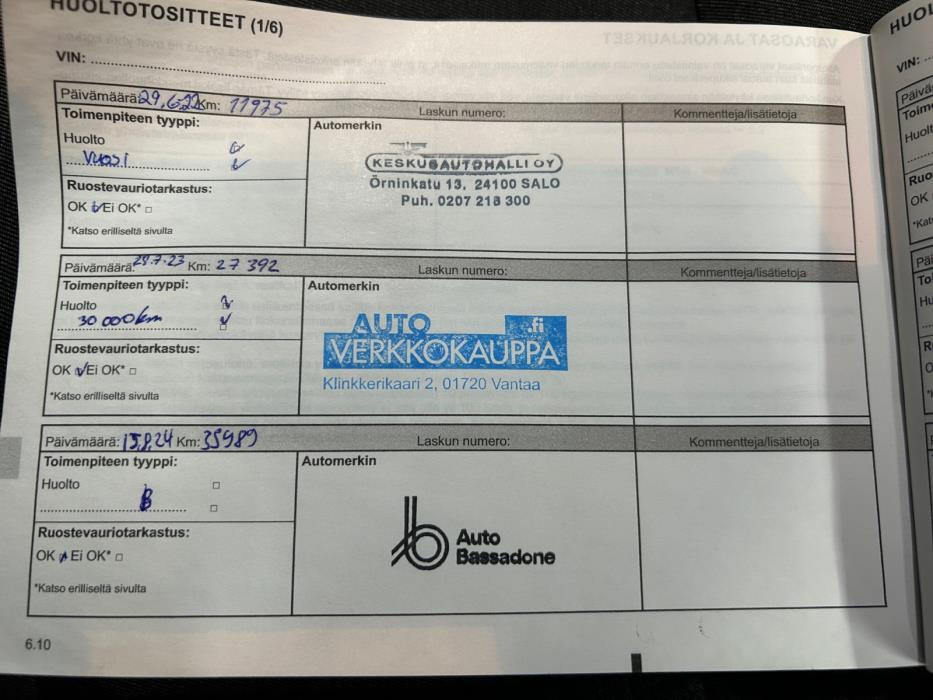 HUOLTOTOSITTEET (1/6)
VIN:
Päivämäärä: 29.6.22 Km: 11975 Laskun numero: Kommentteja/lisätietoja
Toimenpiteen tyyppi:
Automerkin
Huolto
Vuosi
KESKUSAUTOHALLI OY
Örninkatu 13, 24100 SALO
Puh. 0207 218 300
Ruostevauriotarkastus:
OK Ei OK*
*Katso erilliseltä sivulta
Päivämäärä: 28.7.23 Km: 27 392 Laskun numero: Kommentteja/lisätietoja
Toimenpiteen tyyppi:
Automerkin
Huolto
30 000km
AUTO .fi
VERKKOKAUPPA
Klinkkerikaari 2, 01720 Vantaa
Ruostevauriotarkastus:
OK Ei OK*
*Katso erilliseltä sivulta
Päivämäärä: 15.8.24 Km: 35989 Laskun numero: Kommentteja/lisätietoja
Toimenpiteen tyyppi:
Automerkin
Huolto
B
Auto
Bassadone
Ruostevauriotarkastus:
OK Ei OK*
*Katso erilliseltä sivulta
6.10
VIN: